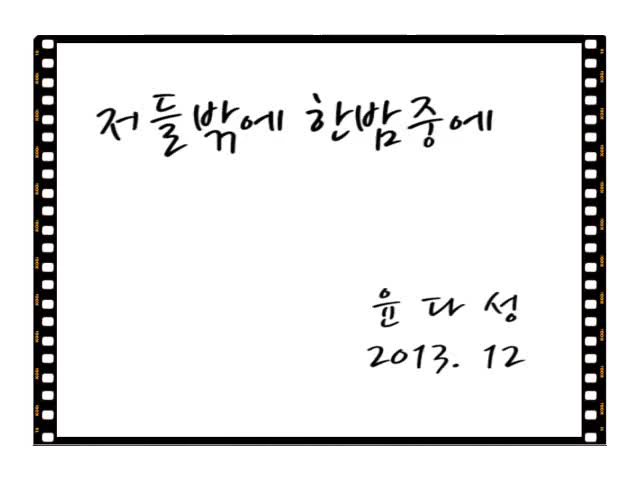 저들밖에 한밤중에
윤 다 성
2013. 12